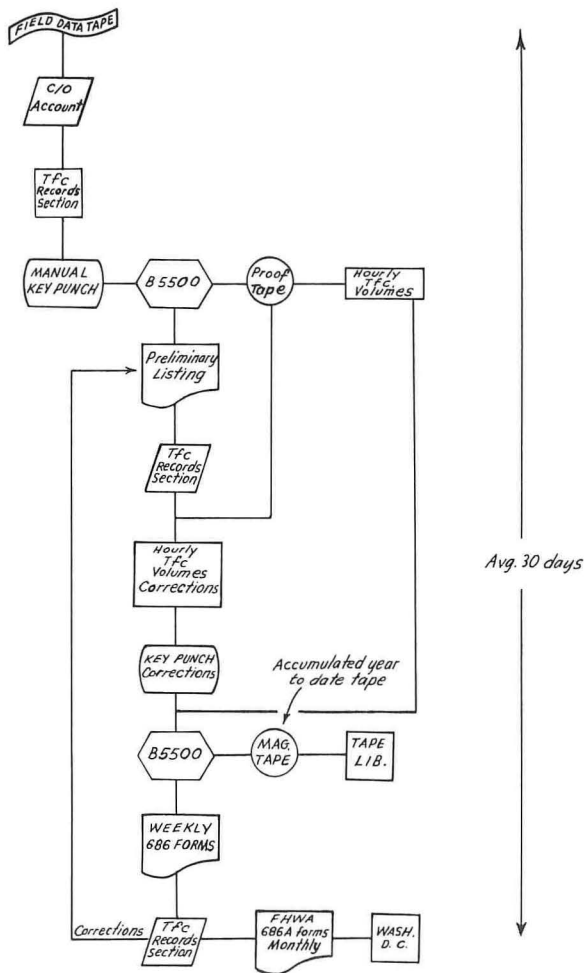 FIELD DATA TAPE
C/O
Account
Tfc
Records
Section
MANUAL
KEY PUNCH
B5500
Proof
Tape
Hourly
Tfc.
Volumes
Preliminary
Listing
Tfc
Records
Section
Hourly
Tfc
Volumes
Corrections
Avg. 30 days
KEY PUNCH
Corrections
Accumulated year
to date tape
B5500
MAG.
TAPE
TAPE
LIB.
WEEKLY
686 FORMS
Corrections
Tfc
Records
Section
FHWA
686A forms
Monthly
WASH.
D.C.